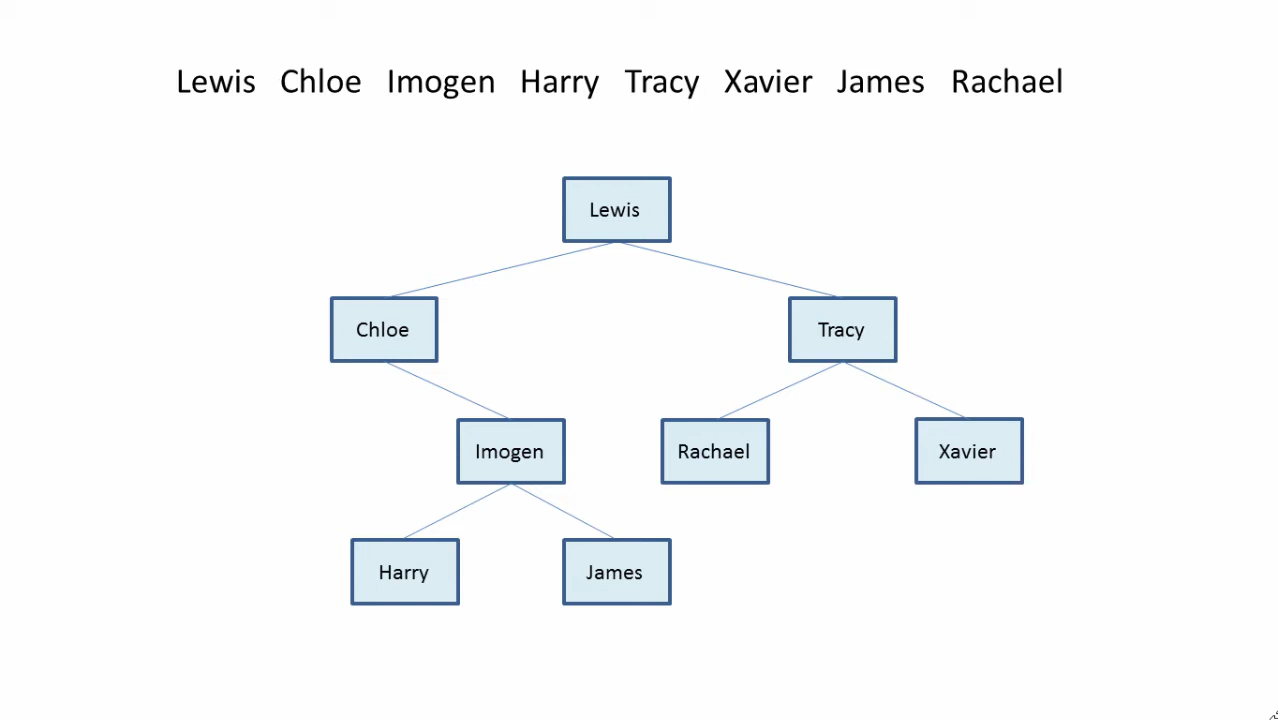 Lewis Chloe Imogen Harry Tracy Xavier James Rachael
Lewis
Chloe Tracy
Imogen Rachael Xavier
Harry James